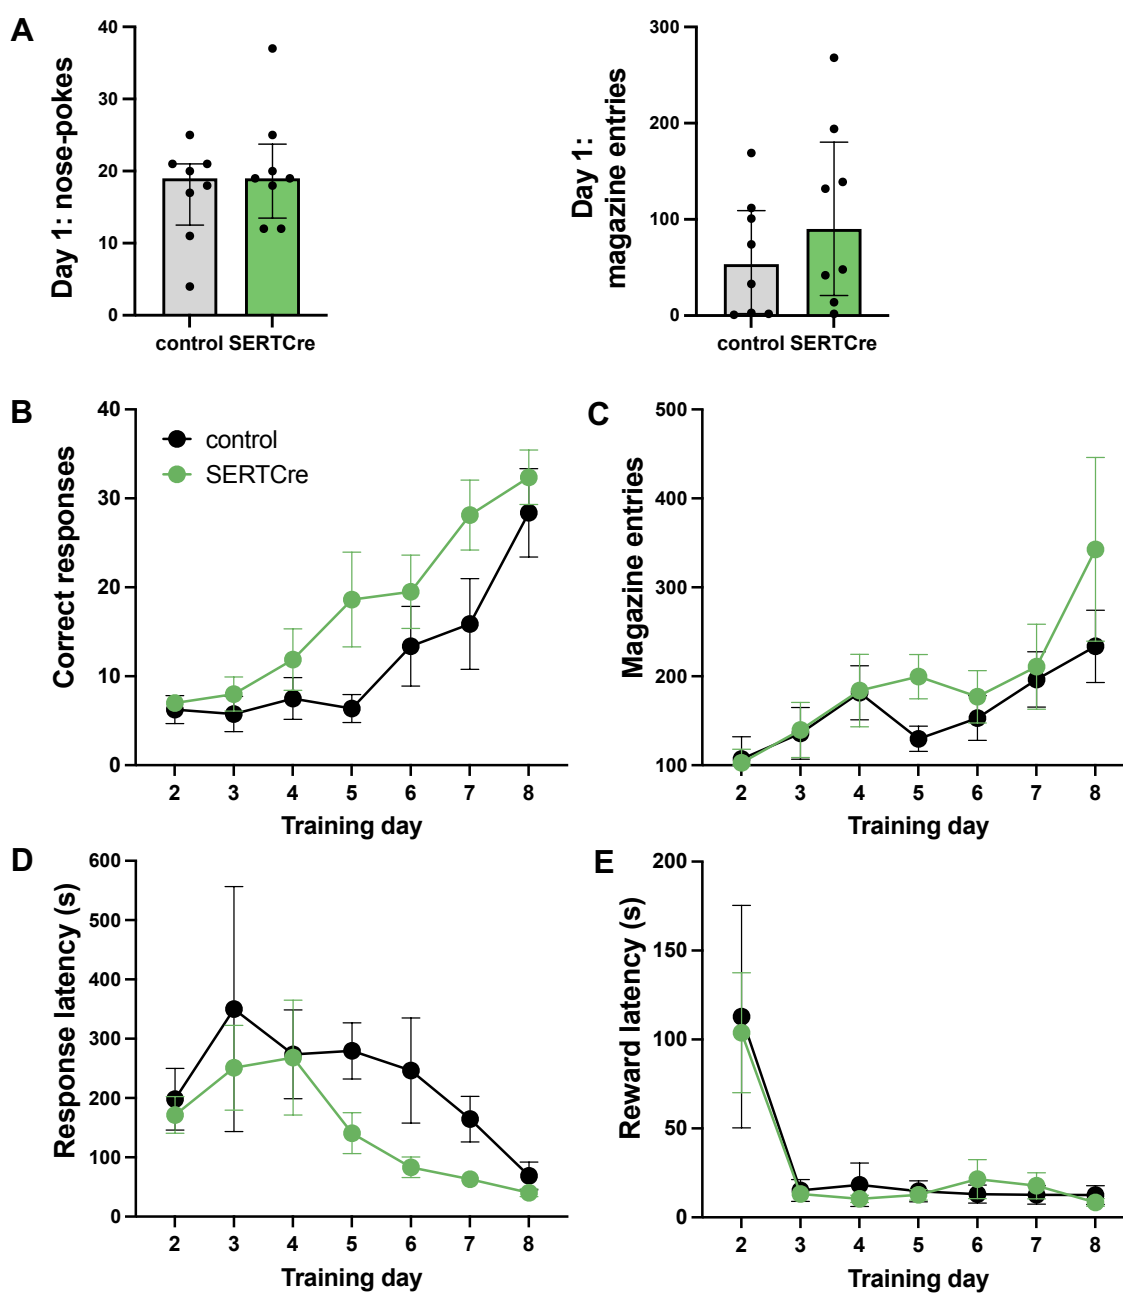 A
Day 1: nose-pokes
40
30
20
10
0
control SERTCre
Day 1:
magazine entries
300
200
100
0
control SERTCre
B
Correct responses
40
30
20
10
0
control
SERTCre
2 3 4 5 6 7 8
Training day
C
Magazine entries
500
400
300
200
100
2 3 4 5 6 7 8
Training day
D
Response latency (s)
600
500
400
300
200
100
0
2 3 4 5 6 7 8
Training day
E
Reward latency (s)
200
150
100
50
0
2 3 4 5 6 7 8
Training day